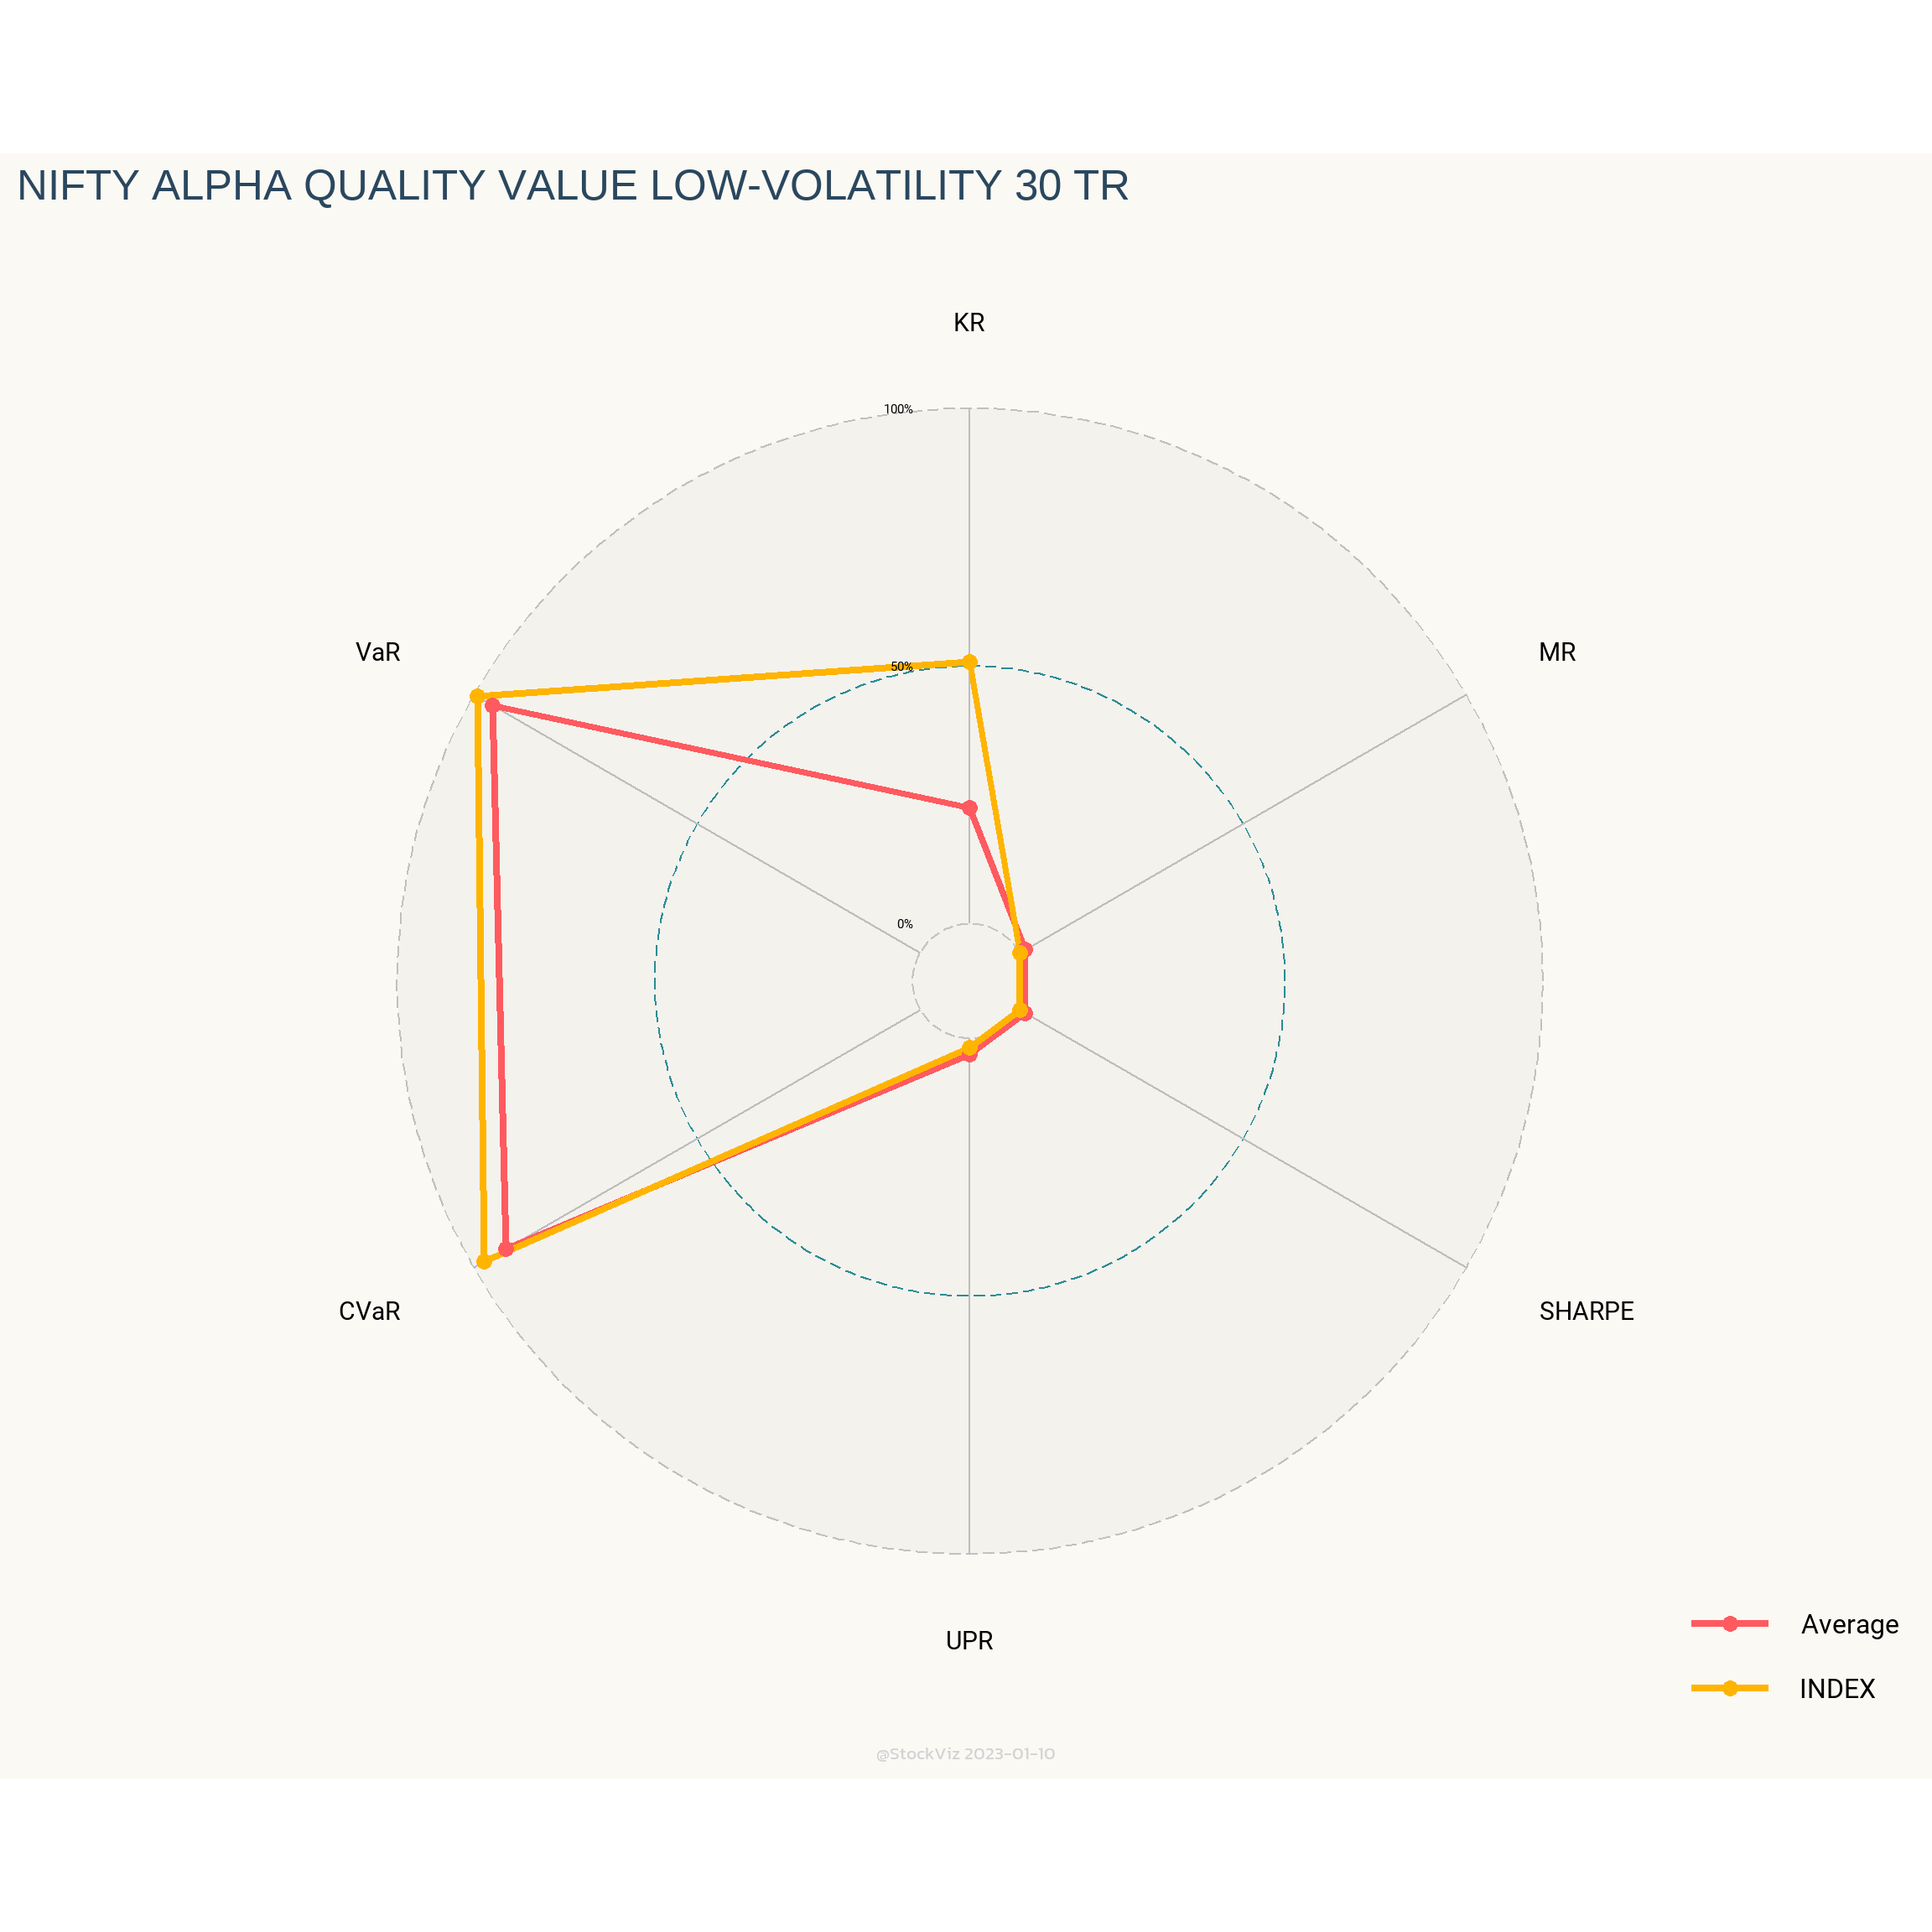 NIFTY ALPHA QUALITY VALUE LOW-VOLATILITY 30 TR
KR
100%
VaR
MR
50%
0%
CVaR
SHARPE
UPR
Average
INDEX
@StockViz 2023-01-10